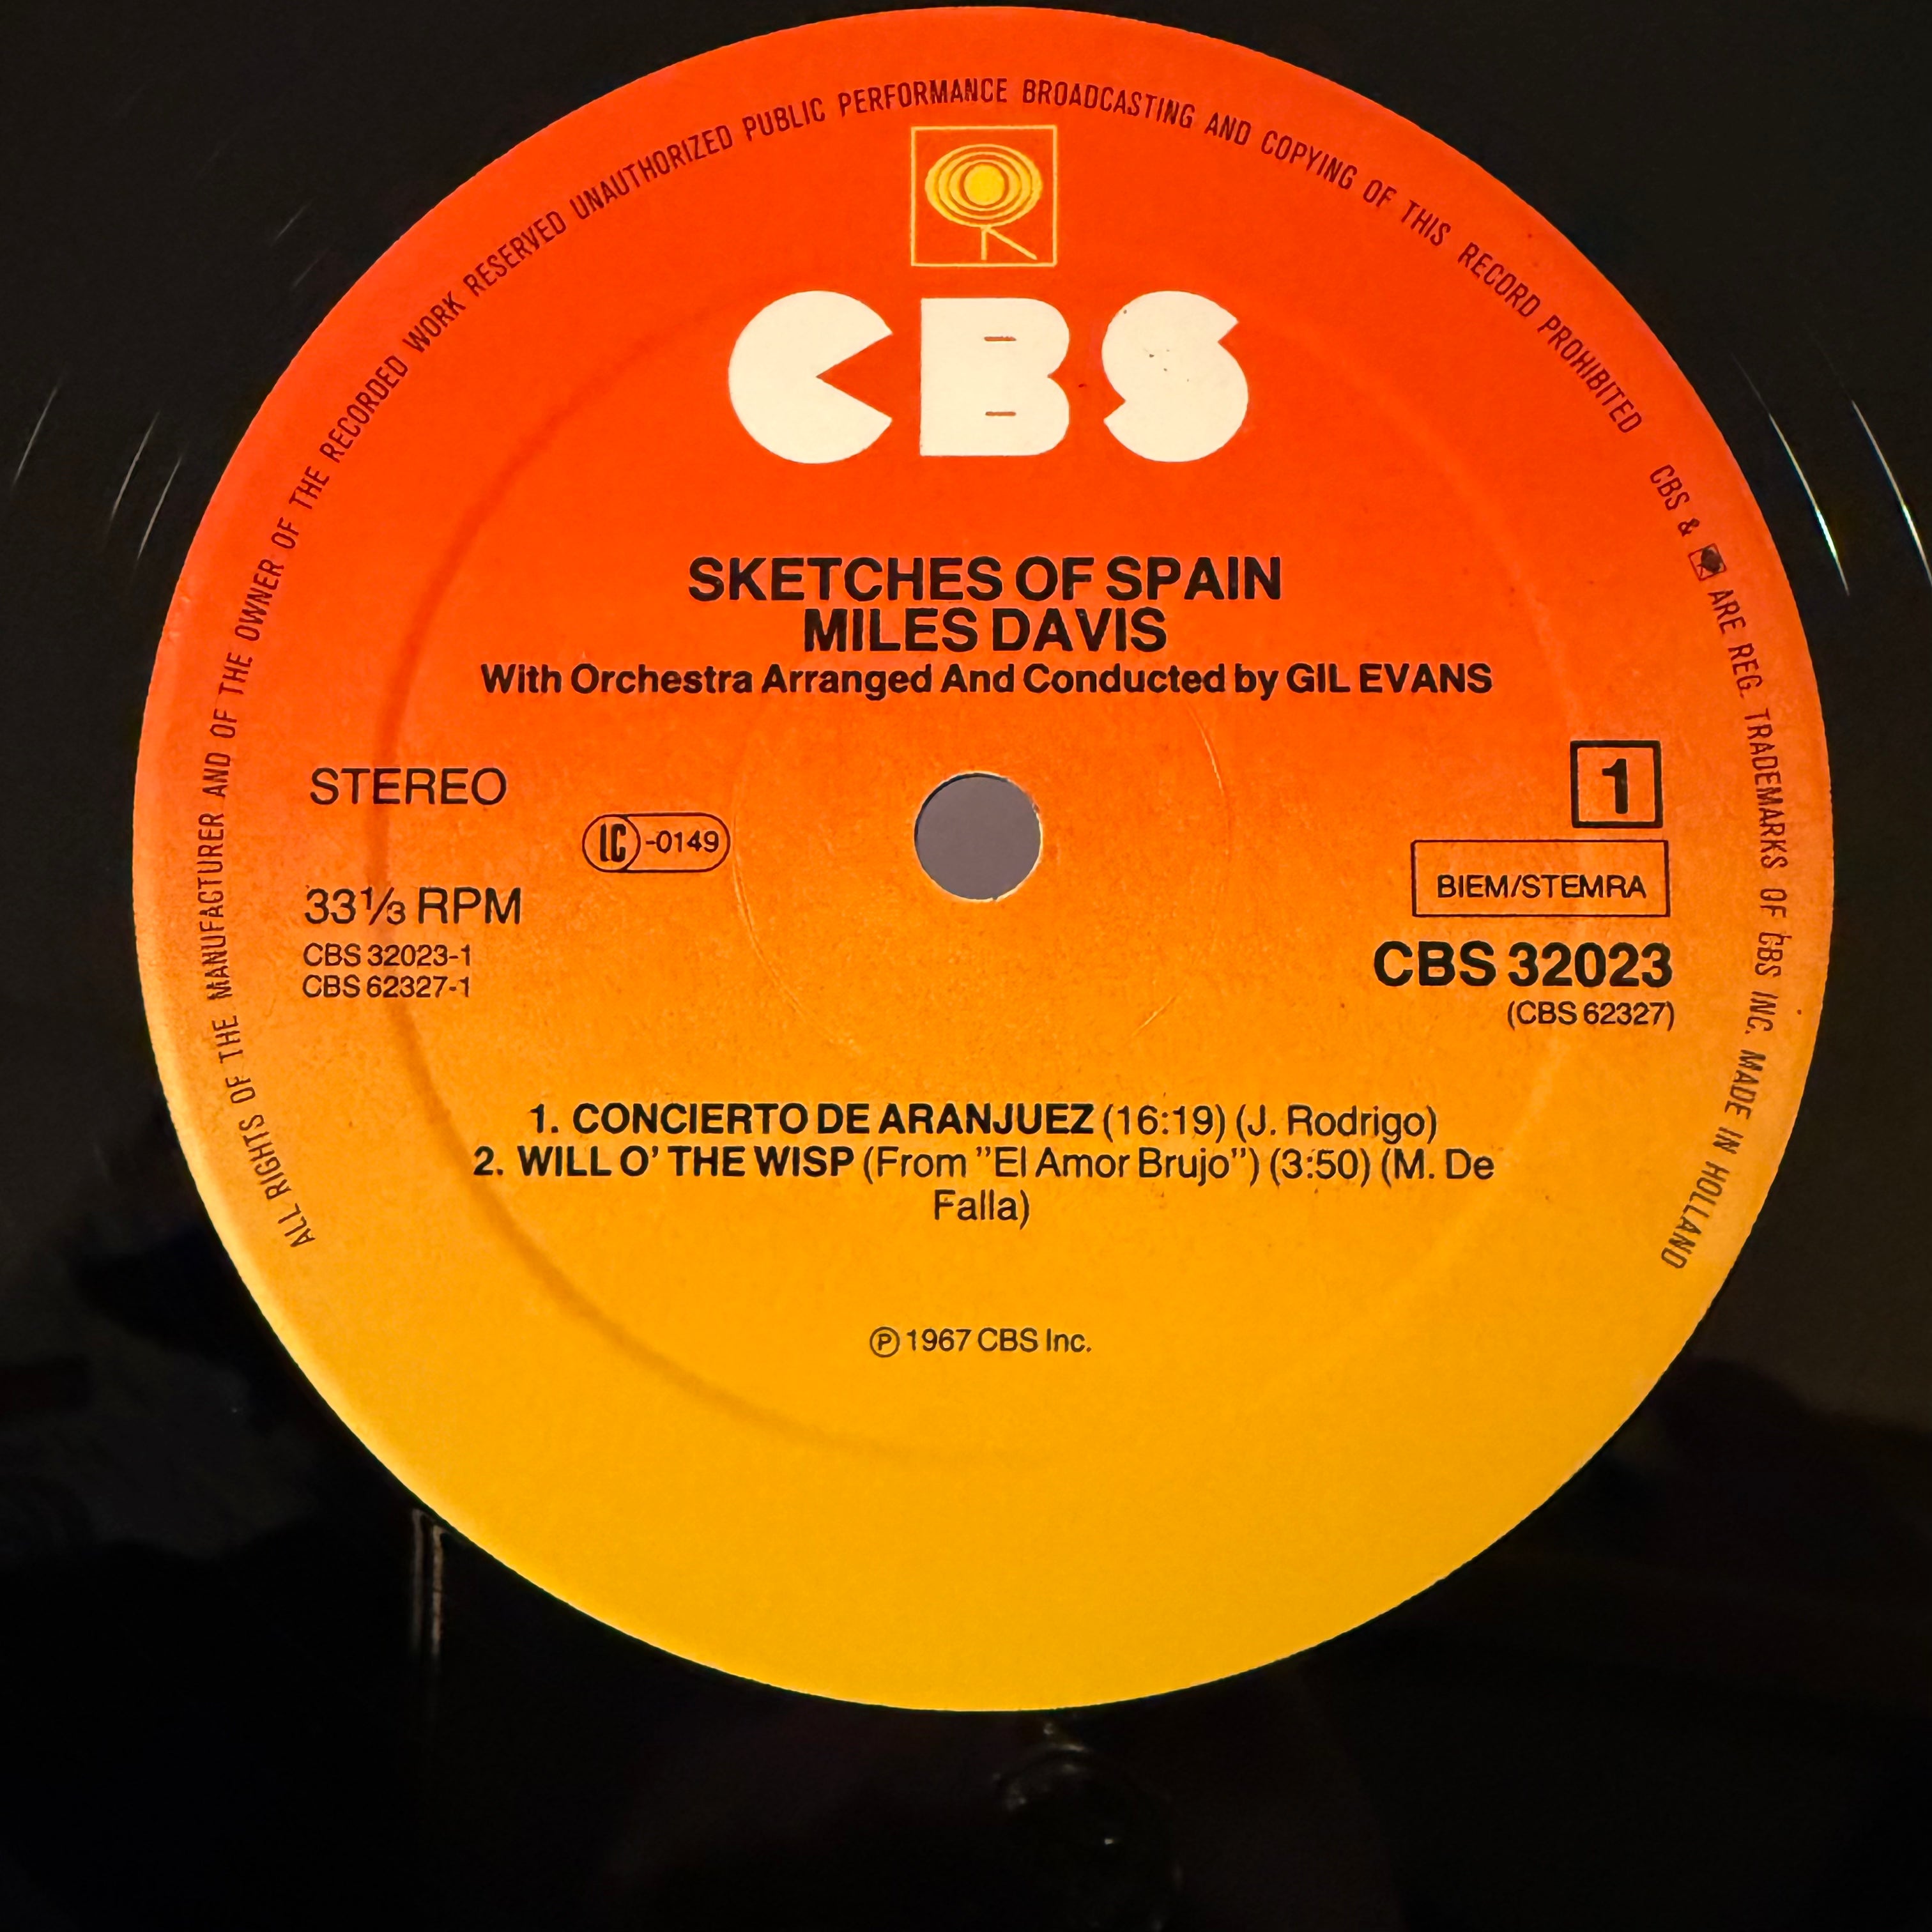 ALL RIGHTS OF THE MANUFACTURER AND OF THE OWNER OF THE RECORDED WORK RESERVED UNAUTHORIZED PUBLIC PERFORMANCE BROADCASTING AND COPYING OF THIS RECORD PROHIBITED
CBS & ARE REG. TRADEMARKS OF CBS INC. MADE IN HOLLAND
CBS
SKETCHES OF SPAIN
MILES DAVIS
With Orchestra Arranged And Conducted by GIL EVANS
STEREO
LC-0149
33⅓ RPM
CBS 32023-1
CBS 62327-1
1
BIEM/STEMRA
CBS 32023
(CBS 62327)
1. CONCIERTO DE ARANJUEZ (16:19) (J. Rodrigo)
2. WILL O' THE WISP (From "El Amor Brujo") (3:50) (M. De
Falla)
℗ 1967 CBS Inc.